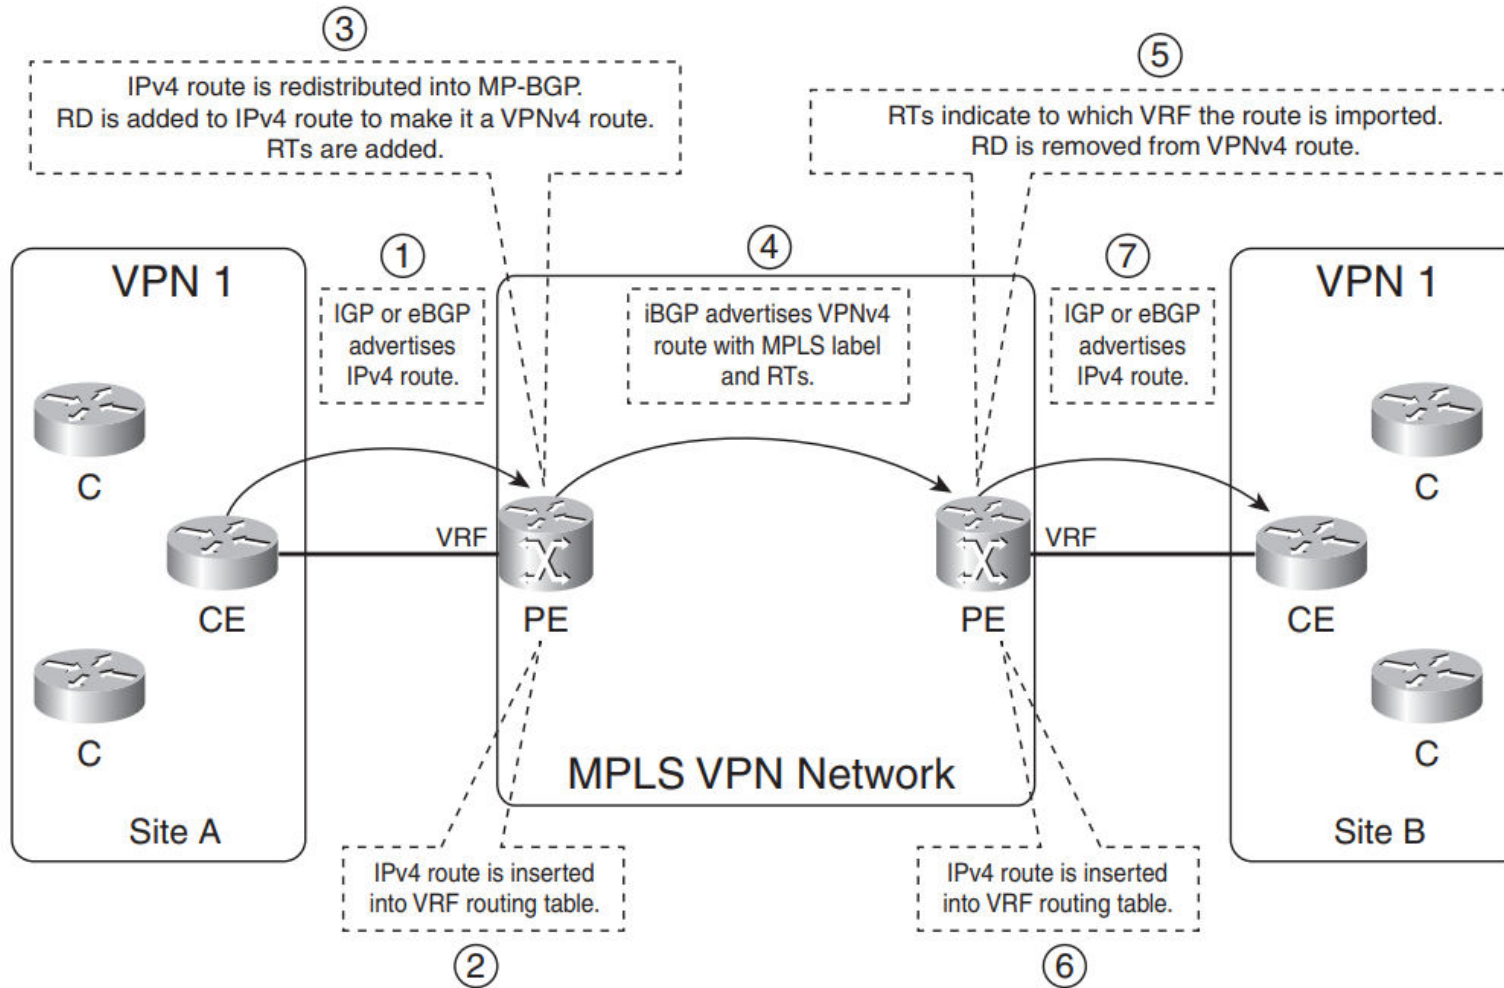 3
IPv4 route is redistributed into MP-BGP.
RD is added to IPv4 route to make it a VPNv4 route.
RTs are added.
5
RTs indicate to which VRF the route is imported.
RD is removed from VPNv4 route.
VPN 1
1
IGP or eBGP
advertises
IPv4 route.
4
iBGP advertises VPNv4
route with MPLS label
and RTs.
7
IGP or eBGP
advertises
IPv4 route.
VPN 1
C
C
VRF
VRF
CE
PE
PE
CE
C
C
MPLS VPN Network
Site A
Site B
IPv4 route is inserted
into VRF routing table.
2
IPv4 route is inserted
into VRF routing table.
6